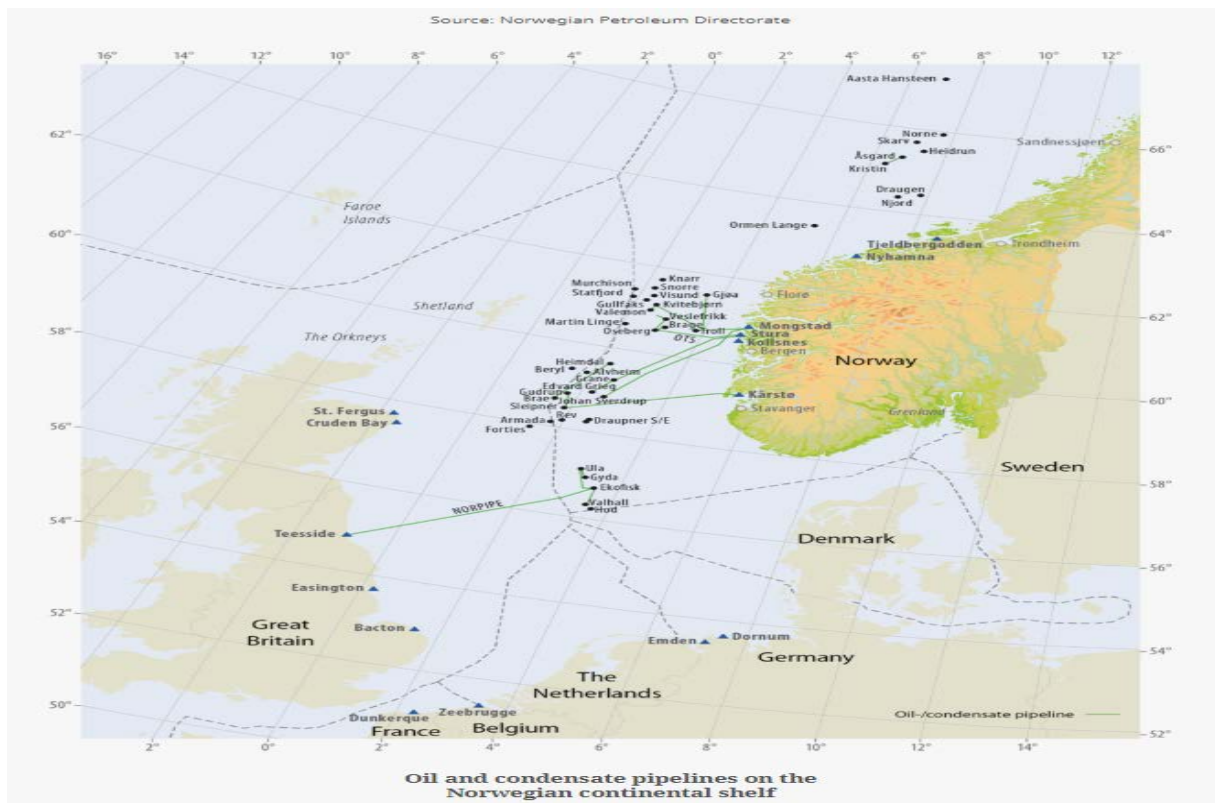 Source: Norwegian Petroleum Directorate
16° 14° 12° 10° 8° 6° 4° 2° 0° 2° 4° 6° 8° 10° 12°
Aasta Hansteen
62°
Norne
Skarv
Heidrun
Sandnessjøen
66°
Åsgard
Kristin
Draugen
Njord
Faroe
Islands
Ormen Lange
60°
Tjeldbergodden
Trondheim
64°
Nyhamna
Knarr
Murchison
Snorre
Statfjord
Visund
Gjøa
Florø
Gullfaks
Kvitebjørn
Shetland
Valemon
Veslefrikk
58°
Martin Linge
Brage
Mongstad
62°
Oseberg
Troll
Stura
The Orkneys
OTS
Kollsnes
Bergen
Heimdal
Norway
Beryl
Alvheim
Grane
Edvard Grieg
Gudrun
Kårstø
Brae
Johan Sverdrup
60°
Sleipner
Stavanger
Grenland
St. Fergus
Rev
56°
Cruden Bay
Armada
Draupner S/E
Forties
Ula
Sweden
Gyda
Ekofisk
58°
NORPIPE
Valhall
Hod
54°
Teesside
Denmark
56°
Easington
52°
Great
Britain
Bacton
Emden
Dornum
Germany
54°
The
Netherlands
50°
Zeebrugge
Dunkerque
Oil-/condensate pipeline
France
Belgium
52°
2° 0° 2° 4° 6° 8° 10° 12° 14°
Oil and condensate pipelines on the
Norwegian continental shelf